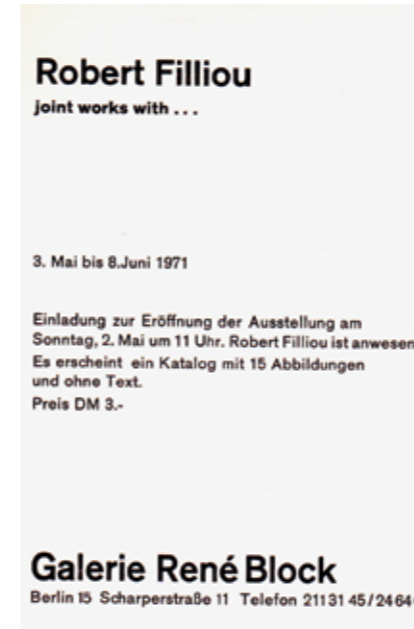 Robert Filliou
joint works with . . .
3. Mai bis 8.Juni 1971
Einladung zur Eröffnung der Ausstellung am
Sonntag, 2. Mai um 11 Uhr. Robert Filliou ist anwesen
Es erscheint ein Katalog mit 15 Abbildungen
und ohne Text.
Preis DM 3.-
Galerie René Block
Berlin 15 Scharperstraße 11 Telefon 211 31 45 / 24 64